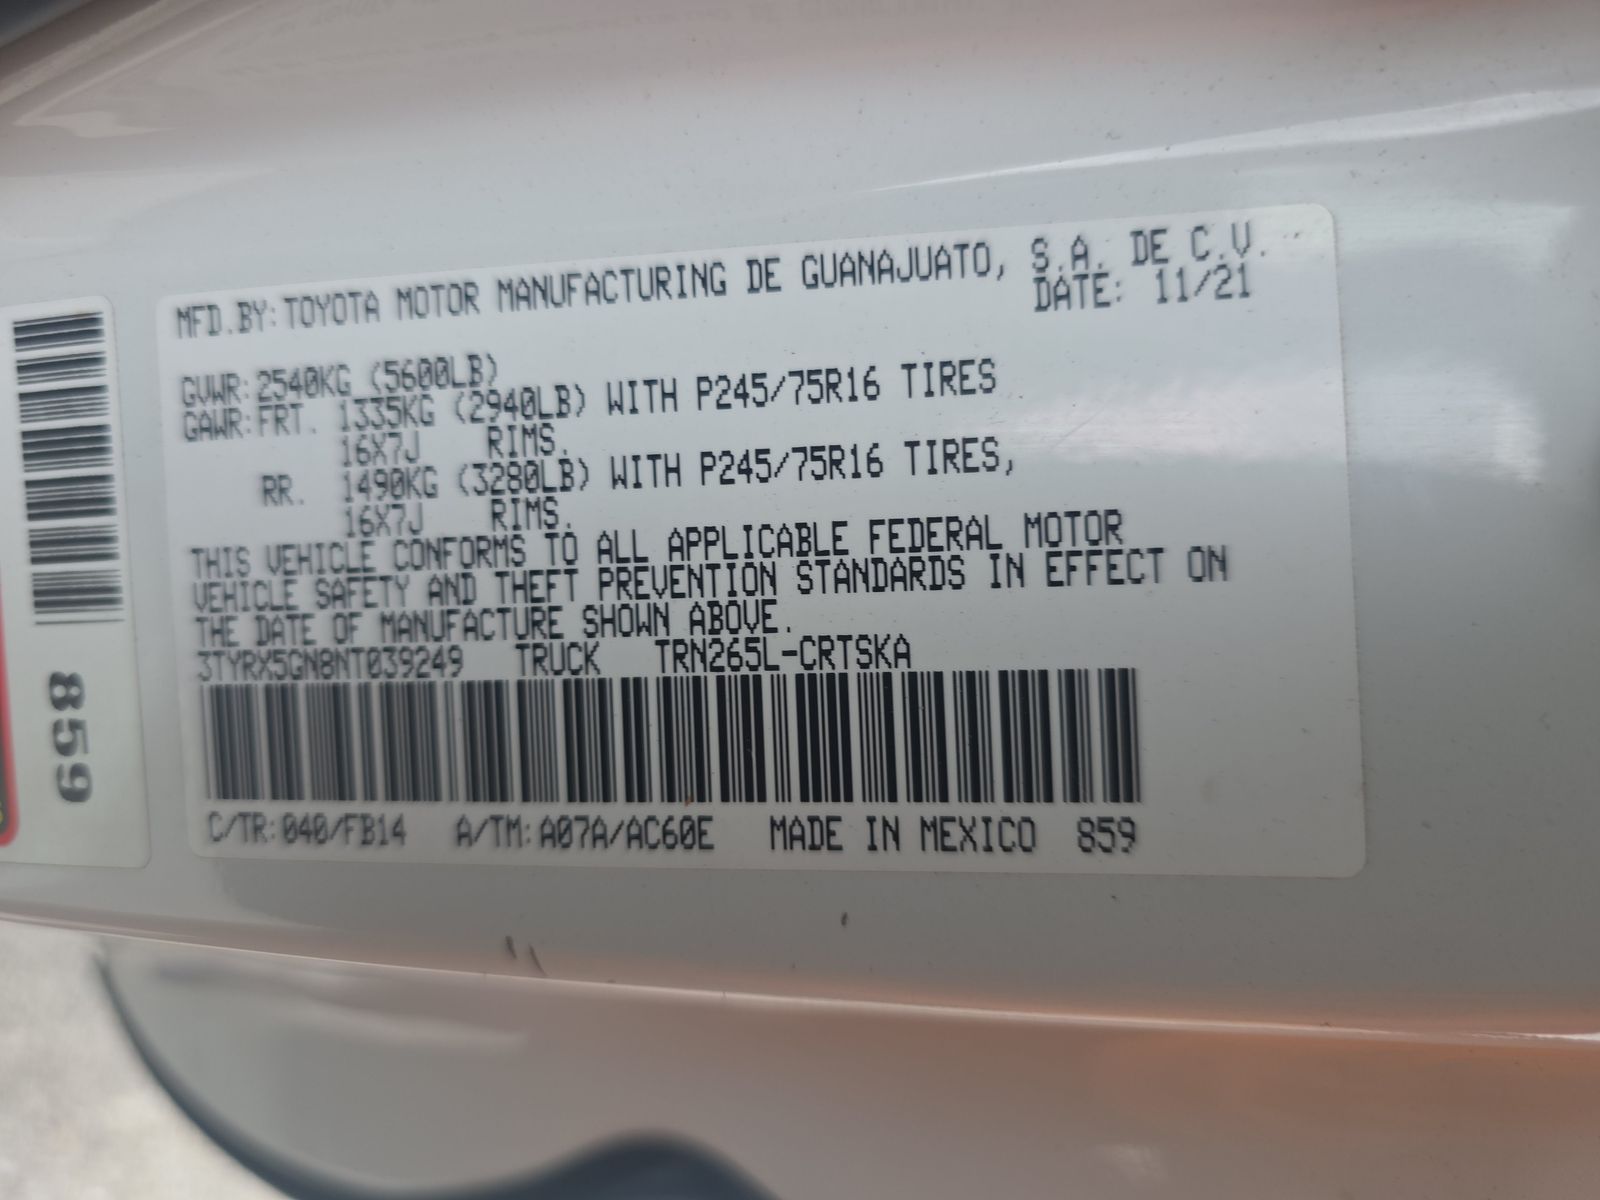 MFD.BY:TOYOTA MOTOR MANUFACTURING DE GUANAJUATO, S.A. DE C.V.
DATE: 11/21
GVWR:2540KG (5600LB)
GAWR:FRT. 1335KG (2940LB) WITH P245/75R16 TIRES
16X7J RIMS.
RR. 1490KG (3280LB) WITH P245/75R16 TIRES,
16X7J RIMS.
THIS VEHICLE CONFORMS TO ALL APPLICABLE FEDERAL MOTOR
VEHICLE SAFETY AND THEFT PREVENTION STANDARDS IN EFFECT ON
THE DATE OF MANUFACTURE SHOWN ABOVE.
3TYRX5GN8NT039249 TRUCK TRN265L-CRTSKA
C/TR:040/FB14 A/TM:A07A/AC60E MADE IN MEXICO 859
859